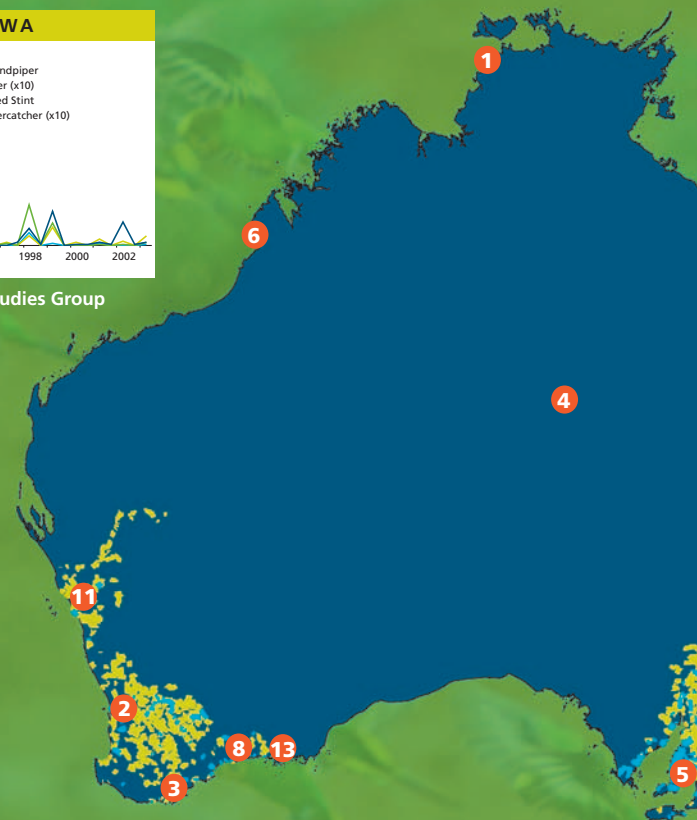 WA
ndpiper
er (x10)
ed Stint
ercatcher (x10)
1998 2000 2002
udies Group
1
6
4
11
2
8
13
3
5